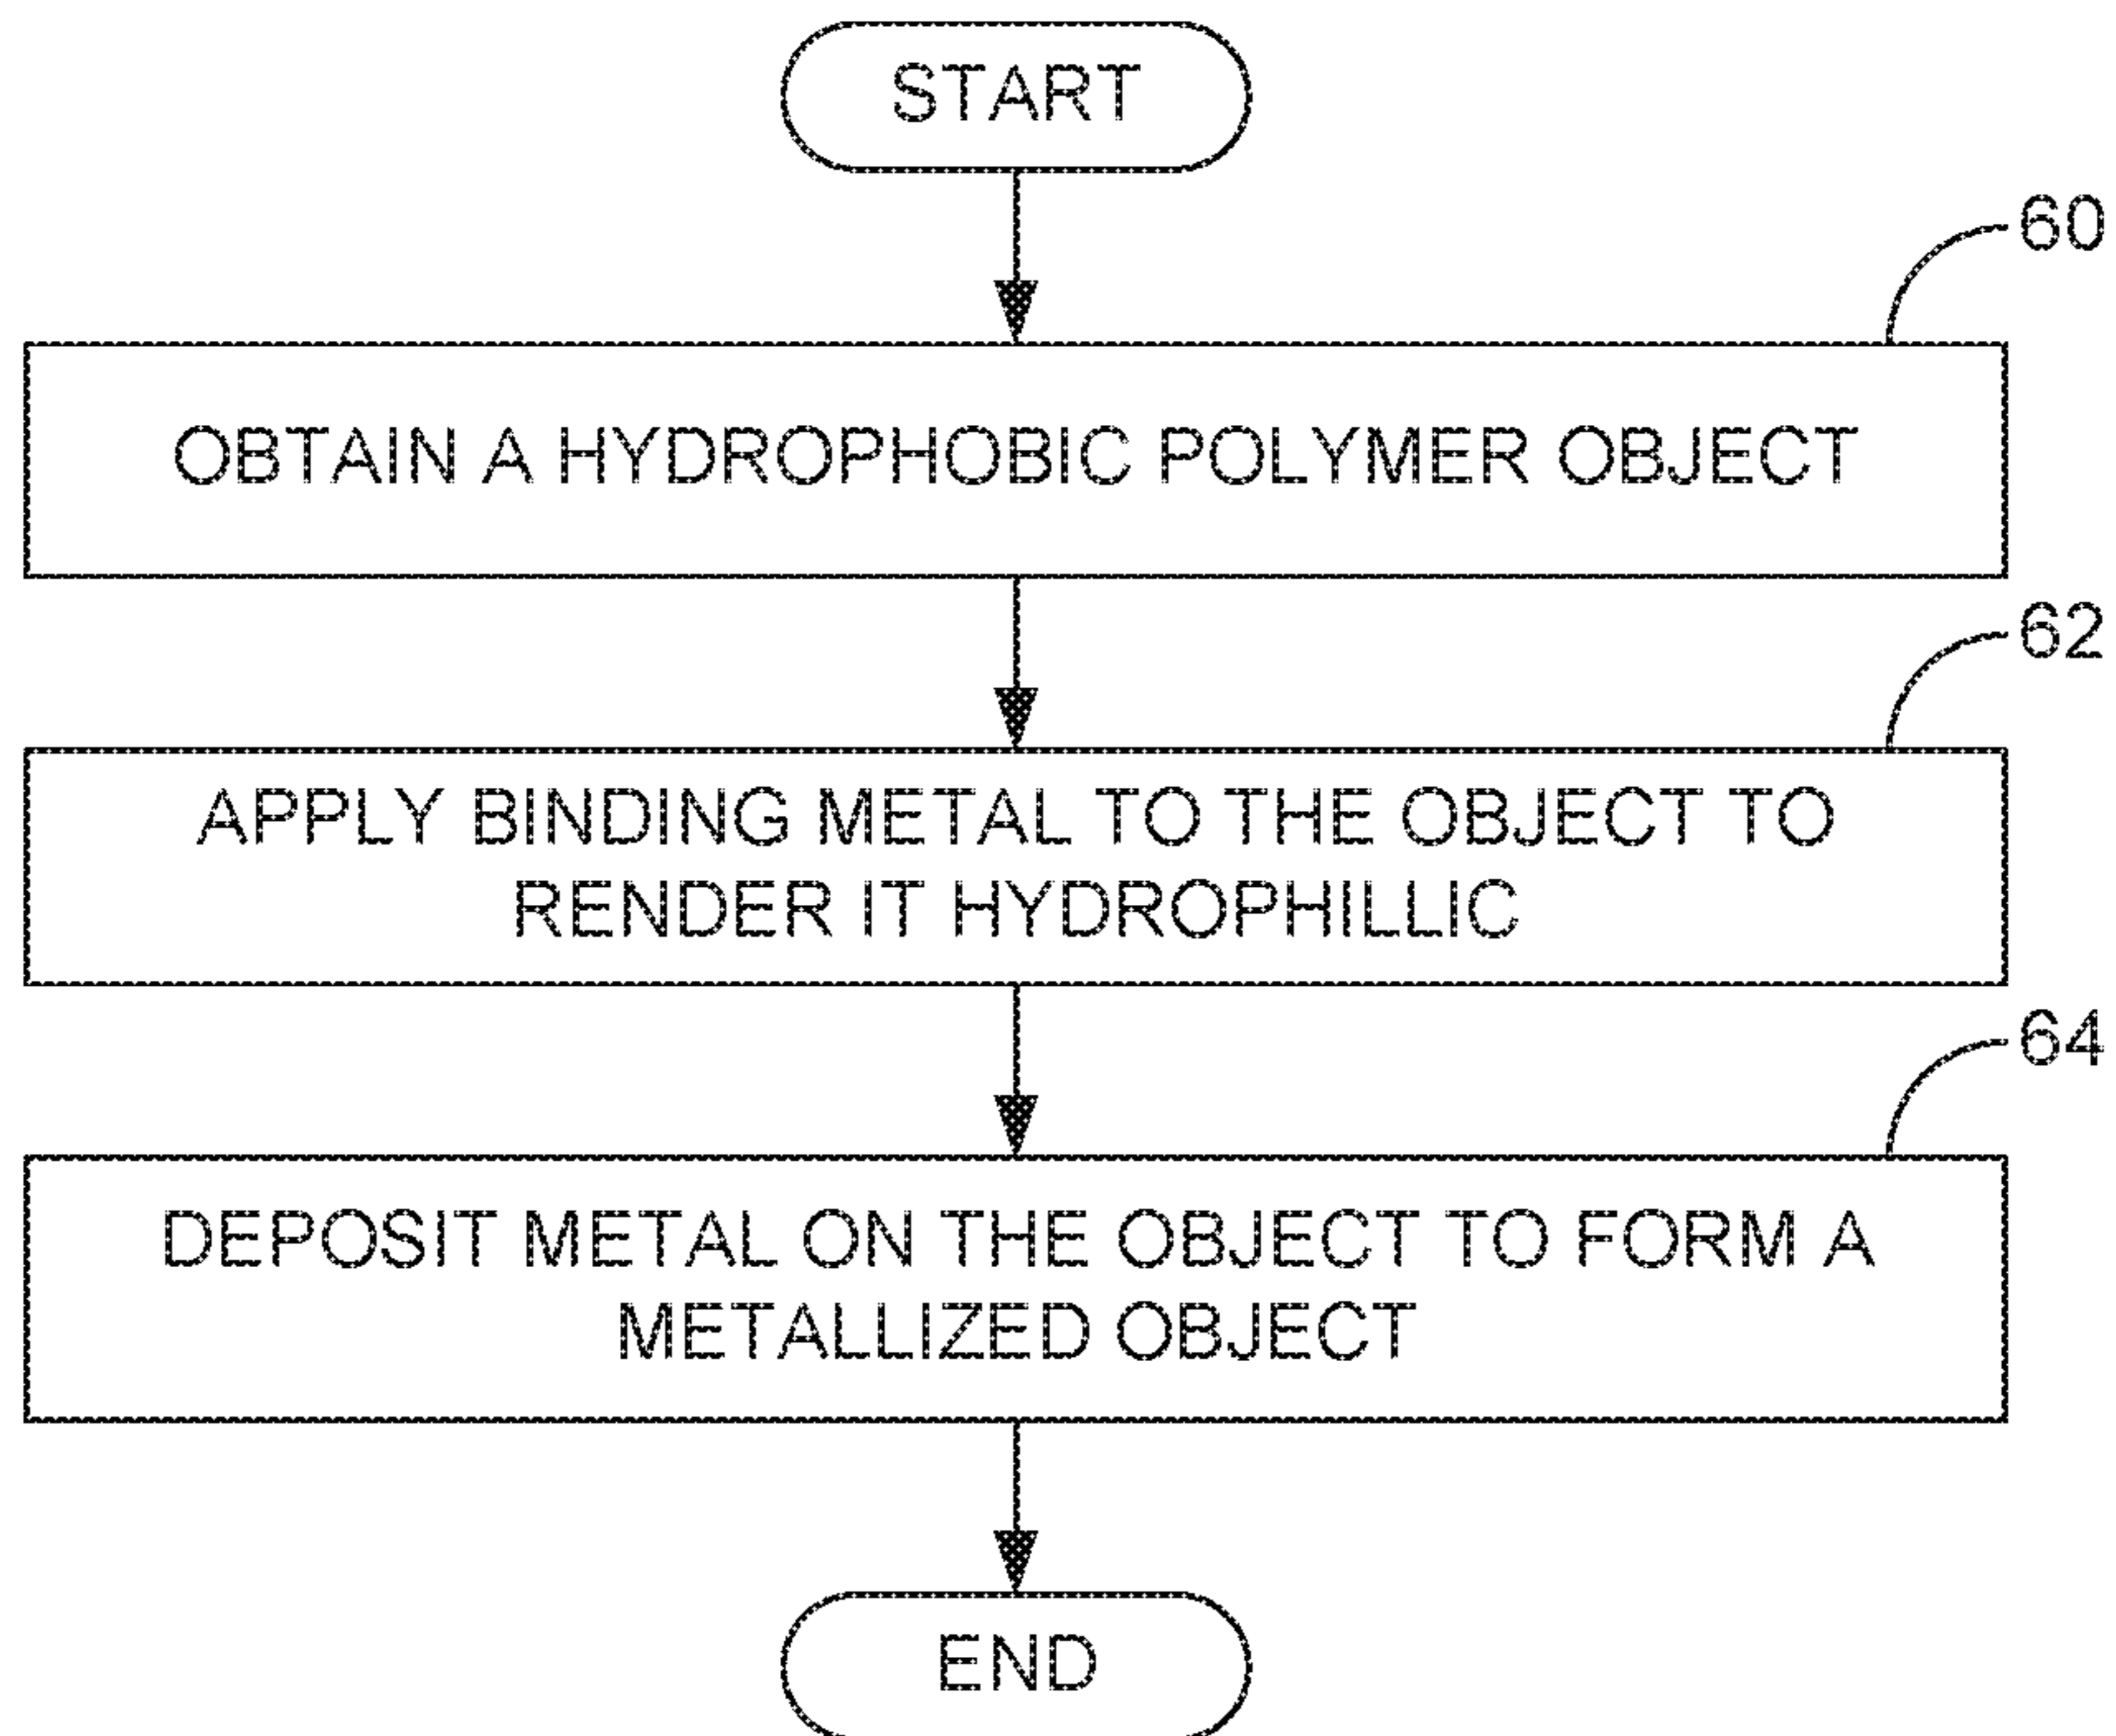 START
60
OBTAIN A HYDROPHOBIC POLYMER OBJECT
62
APPLY BINDING METAL TO THE OBJECT TO
RENDER IT HYDROPHILLIC
64
DEPOSIT METAL ON THE OBJECT TO FORM A
METALLIZED OBJECT
END